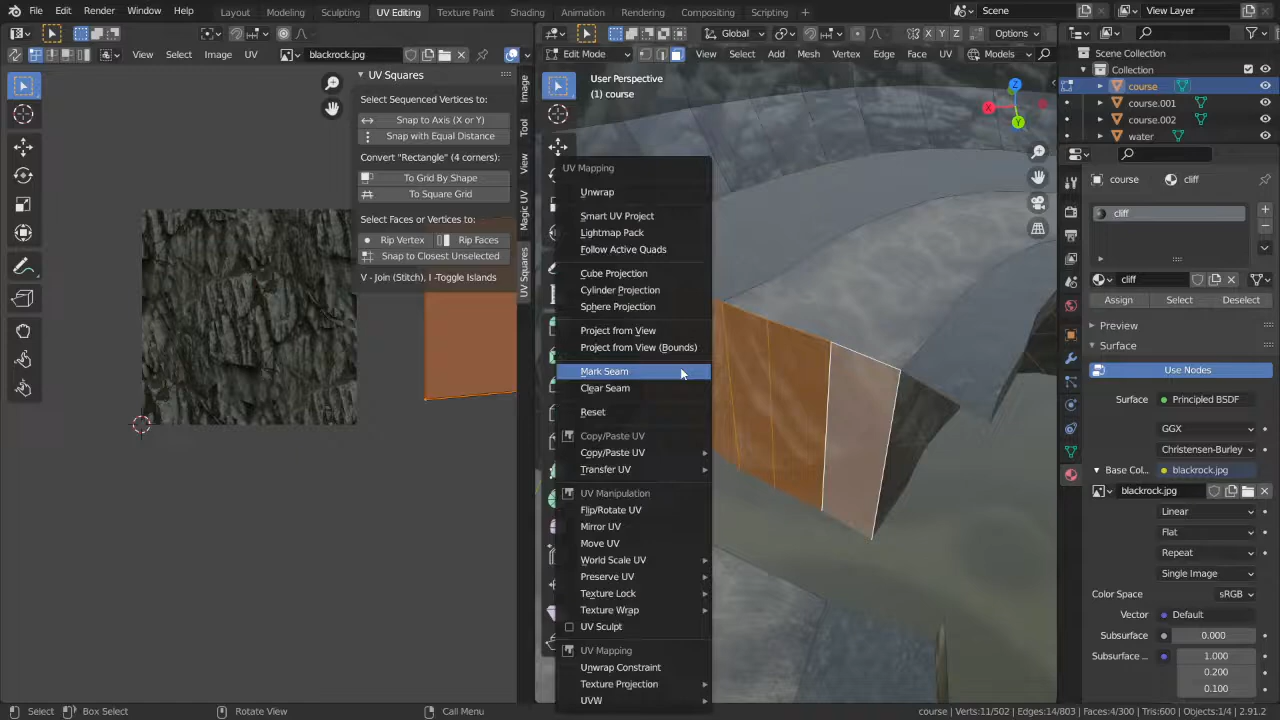 File Edit Render Window Help Layout Modeling Sculpting UV Editing Texture Paint Shading Animation Rendering Compositing Scripting + Scene View Layer
View Select Image UV blackrock.jpg
Global X Y Z Options
Edit Mode View Select Add Mesh Vertex Edge Face UV Models
UV Squares
Select Sequenced Vertices to:
Snap to Axis (X or Y)
Snap with Equal Distance
Convert "Rectangle" (4 corners):
To Grid By Shape
To Square Grid
Select Faces or Vertices to:
Rip Vertex Rip Faces
Snap to Closest Unselected
V - Join (Stitch), I -Toggle Islands
Image
Tool
View
Magic UV
UV Squares
User Perspective
(1) course
Z
X
Y
UV Mapping
Unwrap
Smart UV Project
Lightmap Pack
Follow Active Quads
Cube Projection
Cylinder Projection
Sphere Projection
Project from View
Project from View (Bounds)
Mark Seam
Clear Seam
Reset
Copy/Paste UV
Copy/Paste UV
Transfer UV
UV Manipulation
Flip/Rotate UV
Mirror UV
Move UV
World Scale UV
Preserve UV
Texture Lock
Texture Wrap
UV Sculpt
UV Mapping
Unwrap Constraint
Texture Projection
UVW
Scene Collection
Collection
course
course.001
course.002
water
course cliff
cliff
cliff
Assign Select Deselect
Preview
Surface
Use Nodes
Surface: Principled BSDF
GGX
Christensen-Burley
Base Col... blackrock.jpg
blackrock.jpg
Linear
Flat
Repeat
Single Image
Color Space sRGB
Vector Default
Subsurface 0.000
Subsurface ... 1.000
0.200
0.100
Select Box Select Rotate View Call Menu course | Verts:11/502 | Edges:14/803 | Faces:4/300 | Tris:600 | Objects:1/4 | 2.91.2